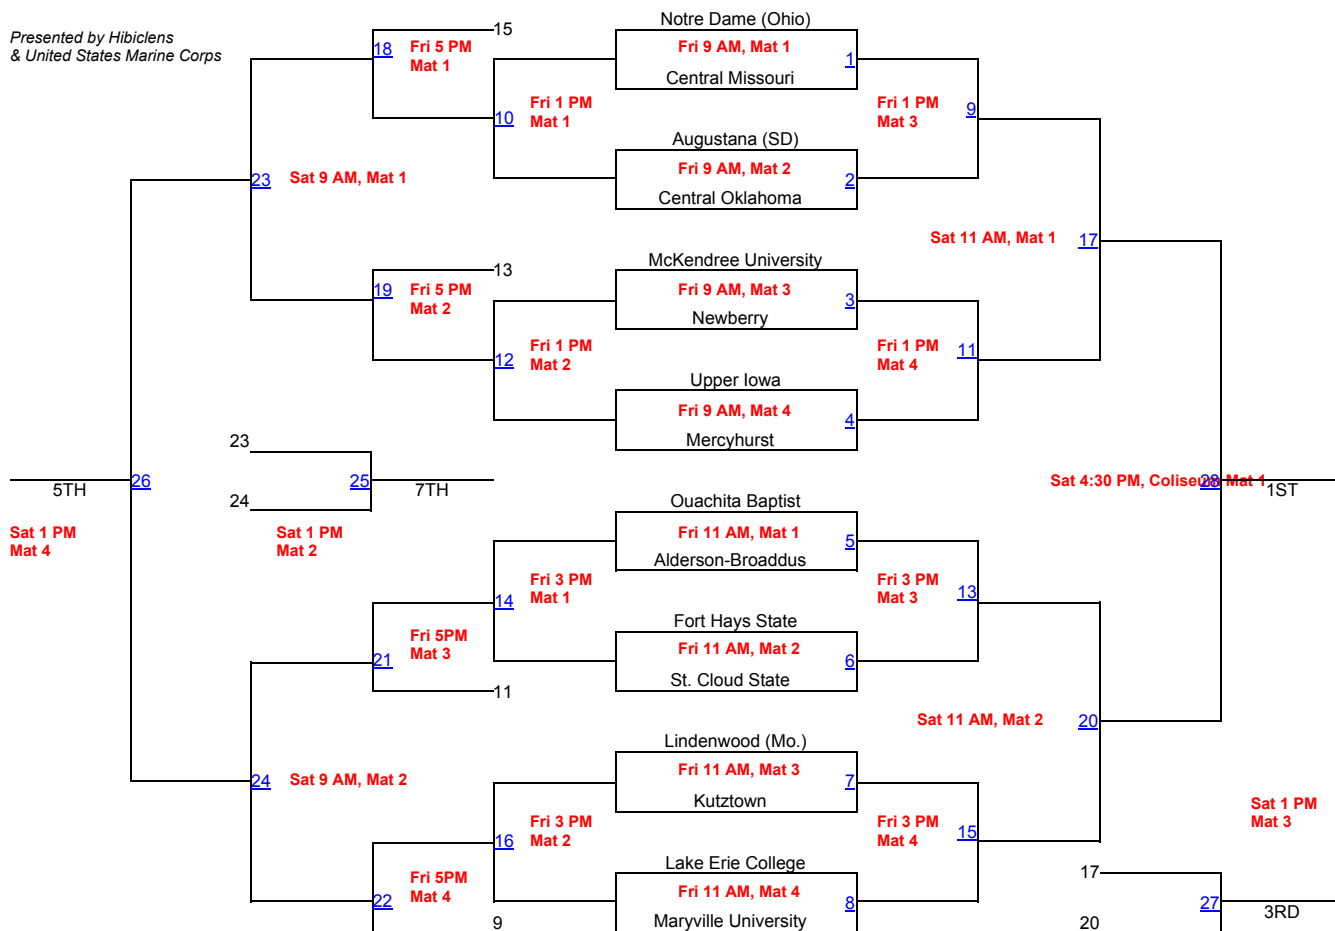 Presented by Hibiclens
& United States Marine Corps
15
18
Fri 5 PM
Mat 1
Notre Dame (Ohio)
Fri 9 AM, Mat 1
1
Central Missouri
10
Fri 1 PM
Mat 1
Fri 1 PM
Mat 3
9
Augustana (SD)
Fri 9 AM, Mat 2
2
Central Oklahoma
23
Sat 9 AM, Mat 1
Sat 11 AM, Mat 1
17
13
19
Fri 5 PM
Mat 2
McKendree University
Fri 9 AM, Mat 3
3
Newberry
12
Fri 1 PM
Mat 2
Fri 1 PM
Mat 4
11
Upper Iowa
Fri 9 AM, Mat 4
4
Mercyhurst
23
26
5TH
25
7TH
24
Sat 1 PM
Mat 4
Sat 1 PM
Mat 2
Sat 4:30 PM, Coliseum Mat 1
28
1ST
Ouachita Baptist
Fri 11 AM, Mat 1
5
Alderson-Broaddus
14
Fri 3 PM
Mat 1
Fri 3 PM
Mat 3
13
Fort Hays State
Fri 11 AM, Mat 2
6
St. Cloud State
21
Fri 5PM
Mat 3
11
Sat 11 AM, Mat 2
20
Lindenwood (Mo.)
Fri 11 AM, Mat 3
7
Kutztown
24
Sat 9 AM, Mat 2
16
Fri 3 PM
Mat 2
Fri 3 PM
Mat 4
15
Sat 1 PM
Mat 3
Lake Erie College
Fri 11 AM, Mat 4
8
Maryville University
22
Fri 5PM
Mat 4
9
17
27
3RD
20